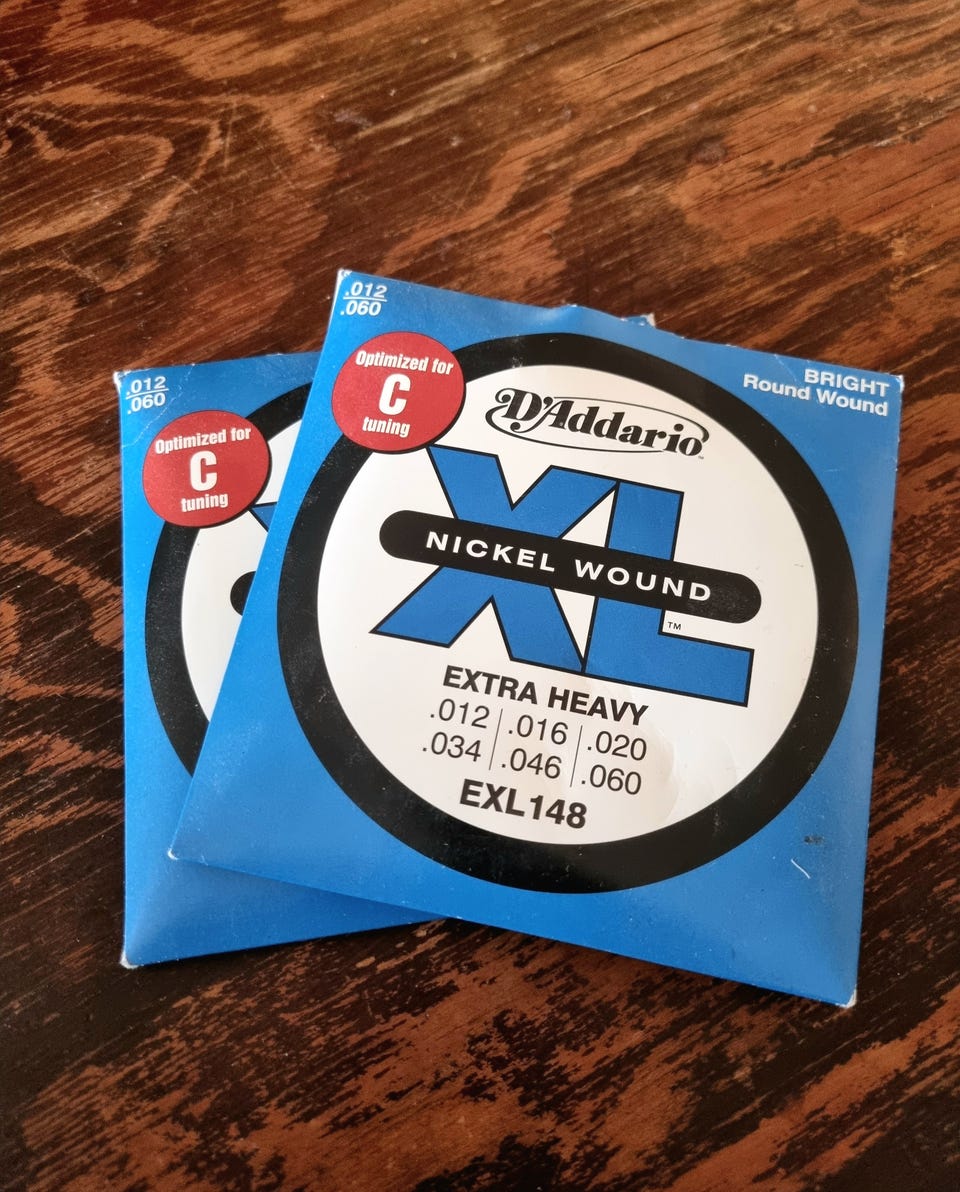 .012
.060
Optimized for
C
tuning
.012
.060
Optimized for
C
tuning
BRIGHT
Round Wound
D'Addario
XL
NICKEL WOUND
™
EXTRA HEAVY
.012 | .016 | .020
.034 | .046 | .060
EXL148